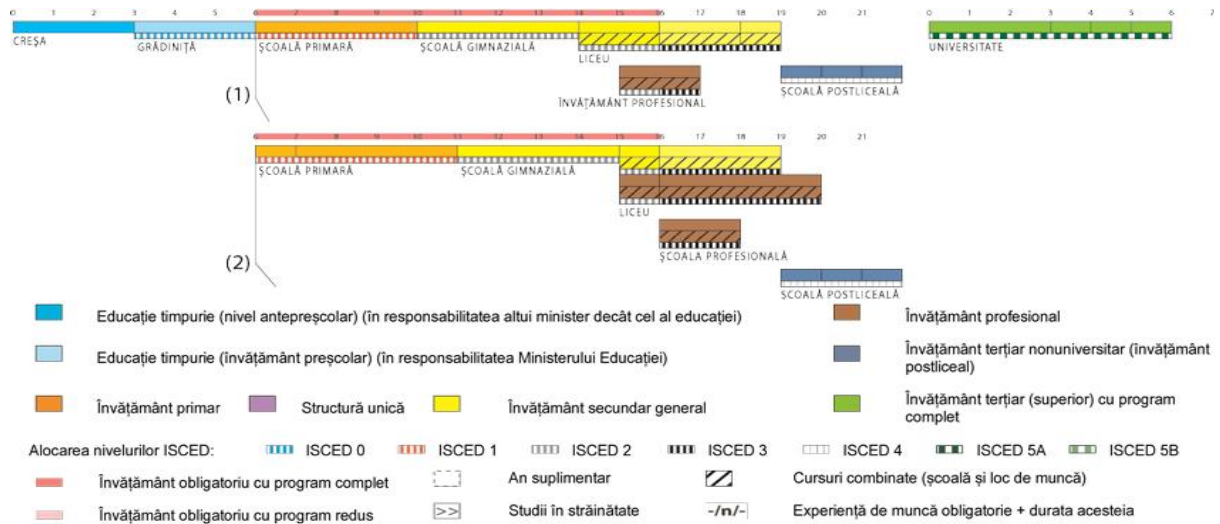 0 1 2 3 4 5 6 7 8 9 10 11 12 13 14 15 16 17 18 19 20 21 0 1 2 3 4 5 6 7
CREȘA GRĂDINIȚĂ ȘCOALĂ PRIMARĂ ȘCOALĂ GIMNAZIALĂ LICEU UNIVERSITATE
(1) ÎNVĂȚĂMÂNT PROFESIONAL ȘCOALĂ POSTLICEALĂ
6 7 8 9 10 11 12 13 14 15 16 17 18 19 20 21
ȘCOALĂ PRIMARĂ ȘCOALĂ GIMNAZIALĂ LICEU
(2) ȘCOALA PROFESIONALĂ
ȘCOALĂ POSTLICEALĂ
Educație timpurie (nivel antepreșcolar) (în responsabilitatea altui minister decât cel al educației)
Învățământ profesional
Educație timpurie (învățământ preșcolar) (în responsabilitatea Ministerului Educației)
Învățământ terțiar nonuniversitar (învățământ
postliceal)
Învățământ primar Structură unică Învățământ secundar general
Învățământ terțiar (superior) cu program
complet
Alocarea nivelurilor ISCED: ISCED 0 ISCED 1 ISCED 2 ISCED 3 ISCED 4 ISCED 5A ISCED 5B
Învățământ obligatoriu cu program complet An suplimentar Cursuri combinate (școală și loc de muncă)
Învățământ obligatoriu cu program redus >> Studii în străinătate -/n/- Experiență de muncă obligatorie + durata acesteia